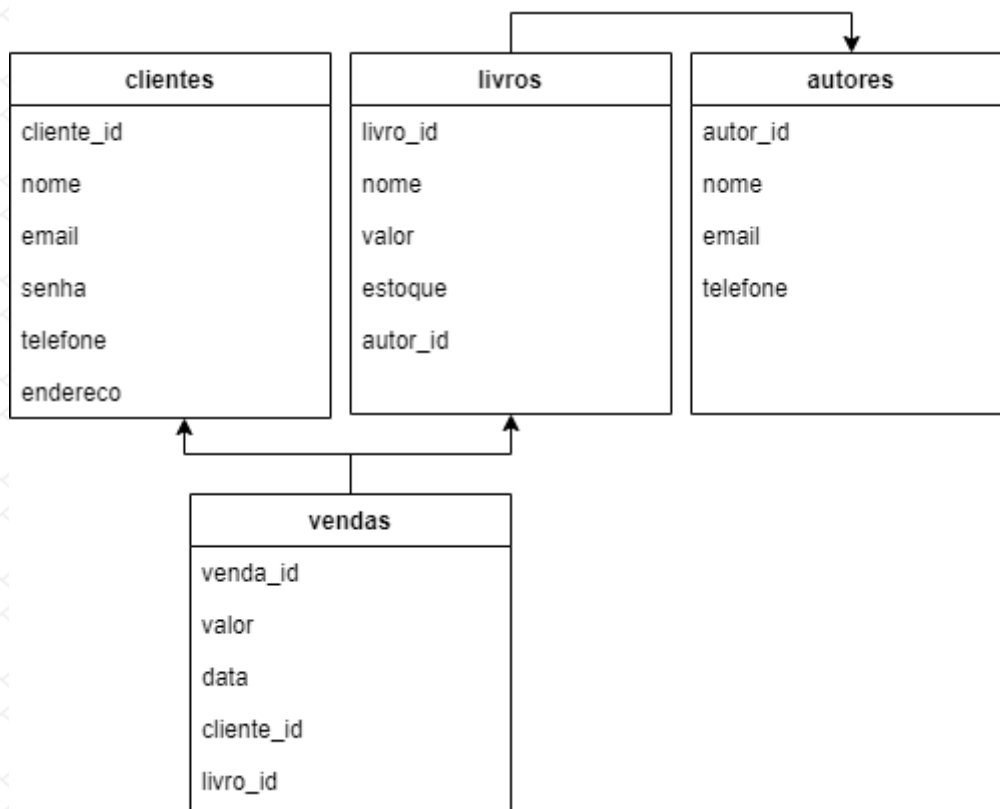 clientes
cliente_id
nome
email
senha
telefone
endereco
livros
livro_id
nome
valor
estoque
autor_id
autores
autor_id
nome
email
telefone
vendas
venda_id
valor
data
cliente_id
livro_id